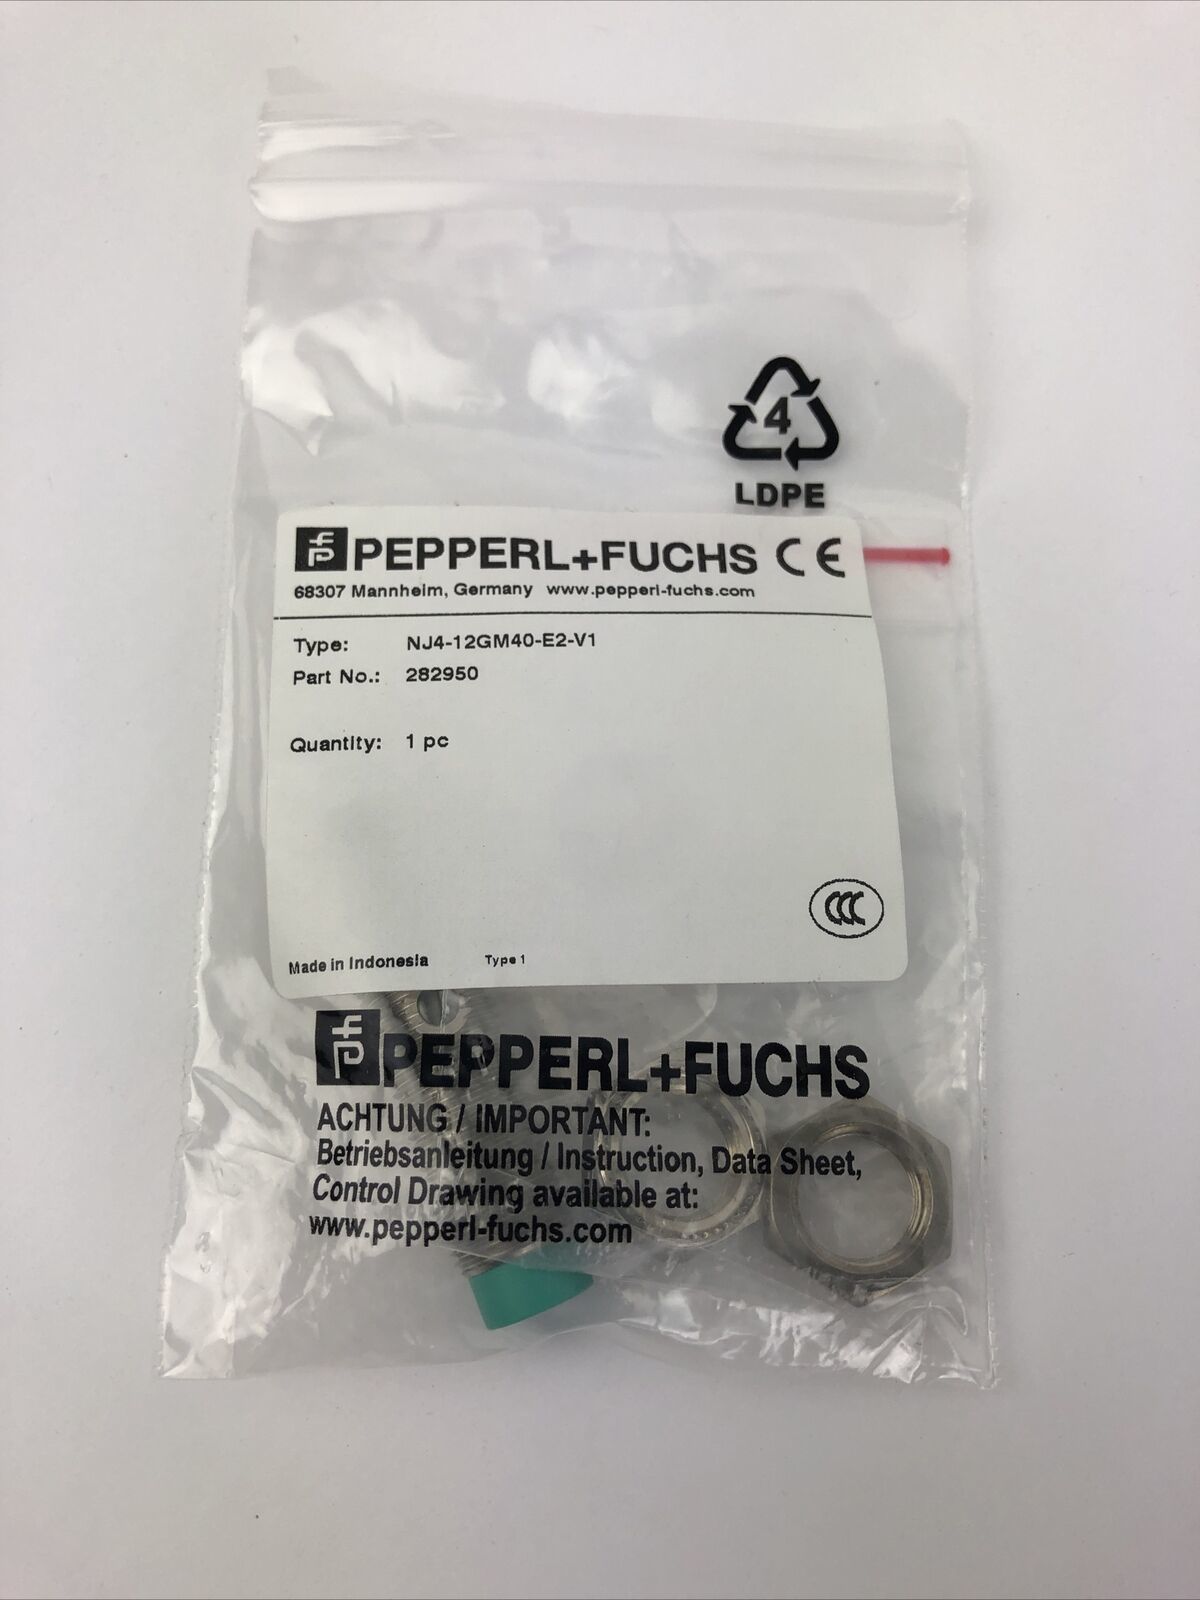 4
LDPE
PEPPERL+FUCHS CE
68307 Mannheim, Germany www.pepperl-fuchs.com
Type: NJ4-12GM40-E2-V1
Part No.: 282950
Quantity: 1 pc
CCC
Made in Indonesia Type 1
PEPPERL+FUCHS
ACHTUNG / IMPORTANT:
Betriebsanleitung / Instruction, Data Sheet,
Control Drawing available at:
www.pepperl-fuchs.com